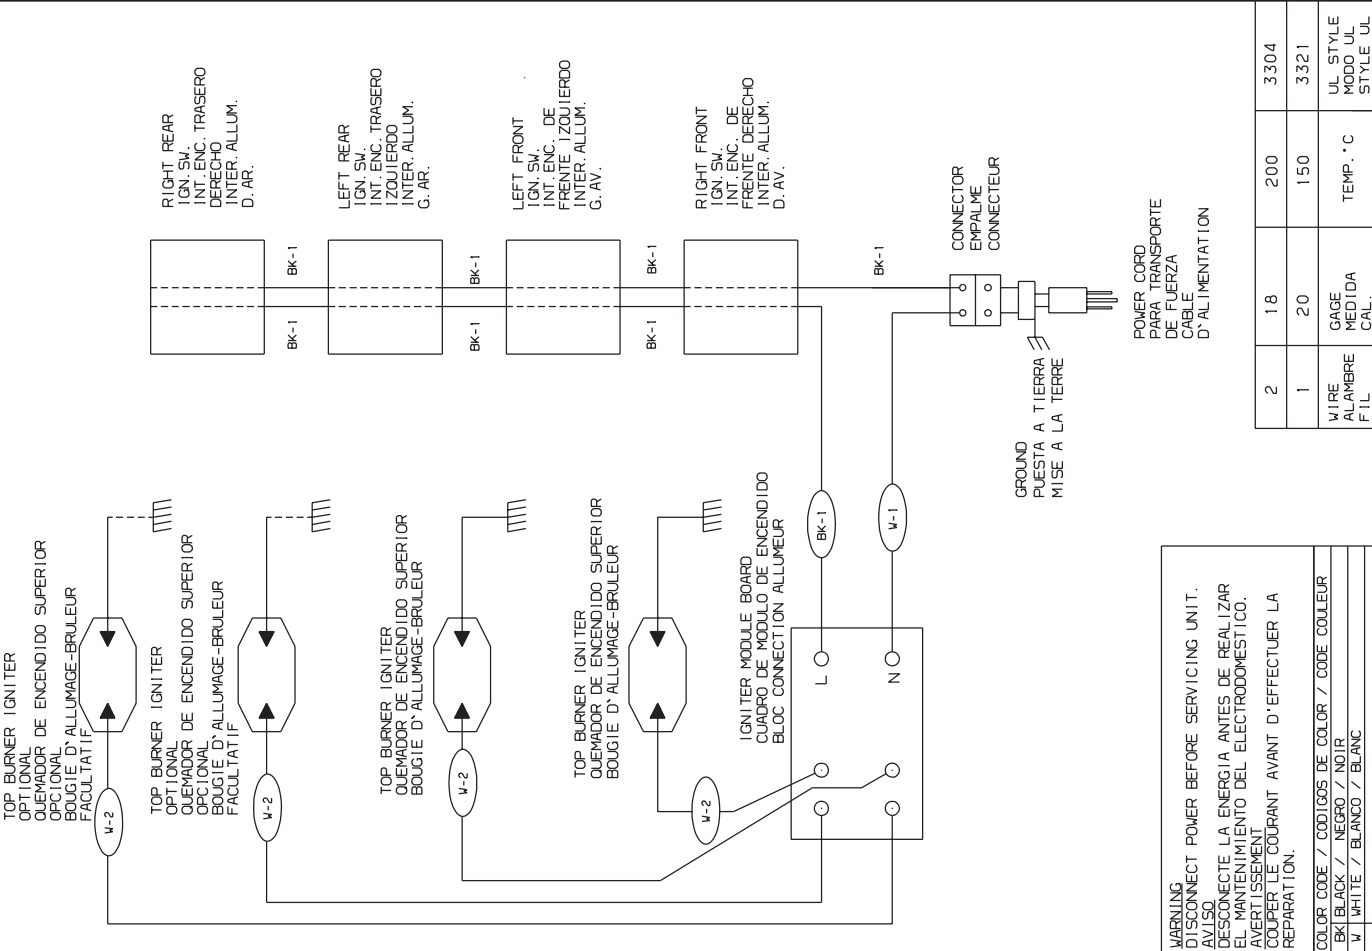 TOP BURNER IGNITER
OPTIONAL
QUEMADOR DE ENCENDIDO SUPERIOR
OPCIONAL
BOUGIE D`ALLUMAGE-BRULEUR
FACULTATIF
W-2
TOP BURNER IGNITER
OPTIONAL
QUEMADOR DE ENCENDIDO SUPERIOR
OPCIONAL
BOUGIE D`ALLUMAGE-BRULEUR
FACULTATIF
W-2
TOP BURNER IGNITER
QUEMADOR DE ENCENDIDO SUPERIOR
BOUGIE D`ALLUMAGE-BRULEUR
W-2
TOP BURNER IGNITER
QUEMADOR DE ENCENDIDO SUPERIOR
BOUGIE D`ALLUMAGE-BRULEUR
W-2
IGNITER MODULE BOARD
CUADRO DE MODULO DE ENCENDIDO
BLOC CONNECTION ALLUMEUR
L
N
BK-1
W-1
RIGHT REAR
IGN. SW.
INT. ENC. TRASERO
DERECHO
INTER. ALLUM.
D. AR.
BK-1
BK-1
LEFT REAR
IGN. SW.
INT. ENC. TRASERO
IZQUIERDO
INTER. ALLUM.
G. AR.
BK-1
BK-1
LEFT FRONT
IGN. SW.
INT. ENC. DE
FRENTE IZQUIERDO
INTER. ALLUM.
G. AV.
BK-1
BK-1
RIGHT FRONT
IGN. SW.
INT. ENC. DE
FRENTE DERECHO
INTER. ALLUM.
D. AV.
BK-1
CONNECTOR
EMPALME
CONNECTEUR
GROUND
PUESTA A TIERRA
MISE A LA TERRE
POWER CORD
PARA TRANSPORTE
DE FUERZA
CABLE
D`ALIMENTATION
WARNING
DISCONNECT POWER BEFORE SERVICING UNIT.
AVISO
DESCONECTE LA ENERGIA ANTES DE REALIZAR
EL MANTENIMIENTO DEL ELECTRODOMESTICO.
AVERTISSEMENT
COUPER LE COURANT AVANT D'EFFECTUER LA
REPARATION.
COLOR CODE / CODIGOS DE COLOR / CODE COULEUR
BK BLACK / NEGRO / NOIR
W WHITE / BLANCO / BLANC
2 18 200 3304
1 20 150 3321
WIRE GAGE TEMP. °C UL STYLE
ALAMBRE MEDIDA MODO UL
FIL CAL. STYLE UL